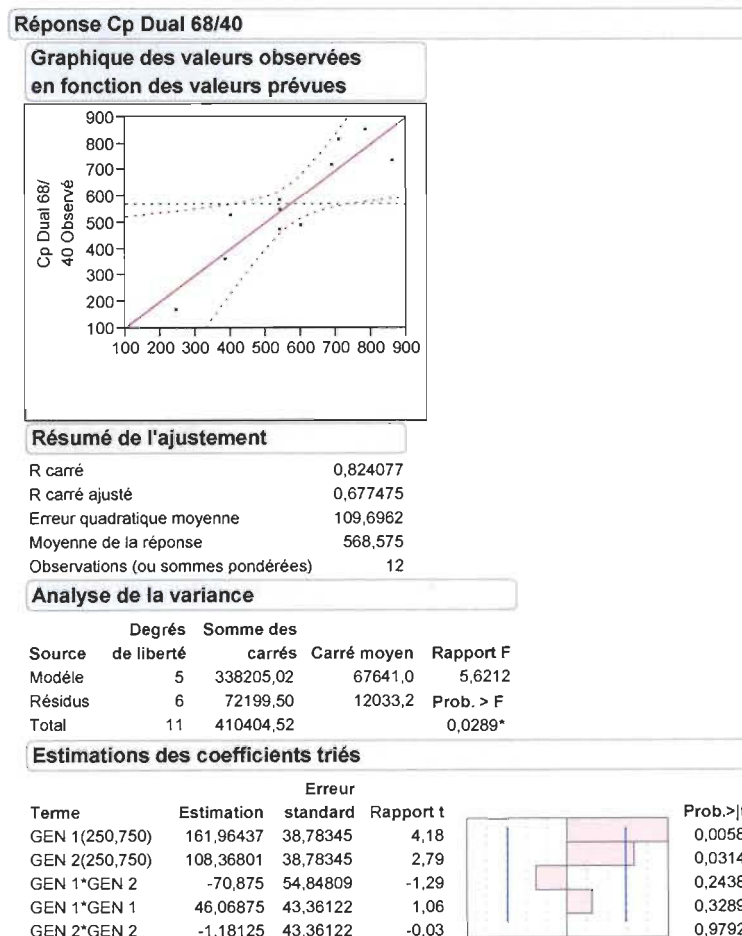 Réponse Cp Dual 68/40
Graphique des valeurs observées
en fonction des valeurs prévues
Cp Dual 68/
40 Observé
900
800
700
600
500
400
300
200
100
100 200 300 400 500 600 700 800 900
Résumé de l'ajustement
R carré 0,824077
R carré ajusté 0,677475
Erreur quadratique moyenne 109,6962
Moyenne de la réponse 568,575
Observations (ou sommes pondérées) 12
Analyse de la variance
Degrés Somme des
Source de liberté carrés Carré moyen Rapport F
Modèle 5 338205,02 67641,0 5,6212
Résidus 6 72199,50 12033,2 Prob. > F
Total 11 410404,52 0,0289*
Estimations des coefficients triés
Erreur
Terme Estimation standard Rapport t Prob.>|t
GEN 1(250,750) 161,96437 38,78345 4,18 0,0058
GEN 2(250,750) 108,36801 38,78345 2,79 0,0314
GEN 1*GEN 2 -70,875 54,84809 -1,29 0,2438
GEN 1*GEN 1 46,06875 43,36122 1,06 0,3289
GEN 2*GEN 2 -1,18125 43,36122 -0,03 0,9792